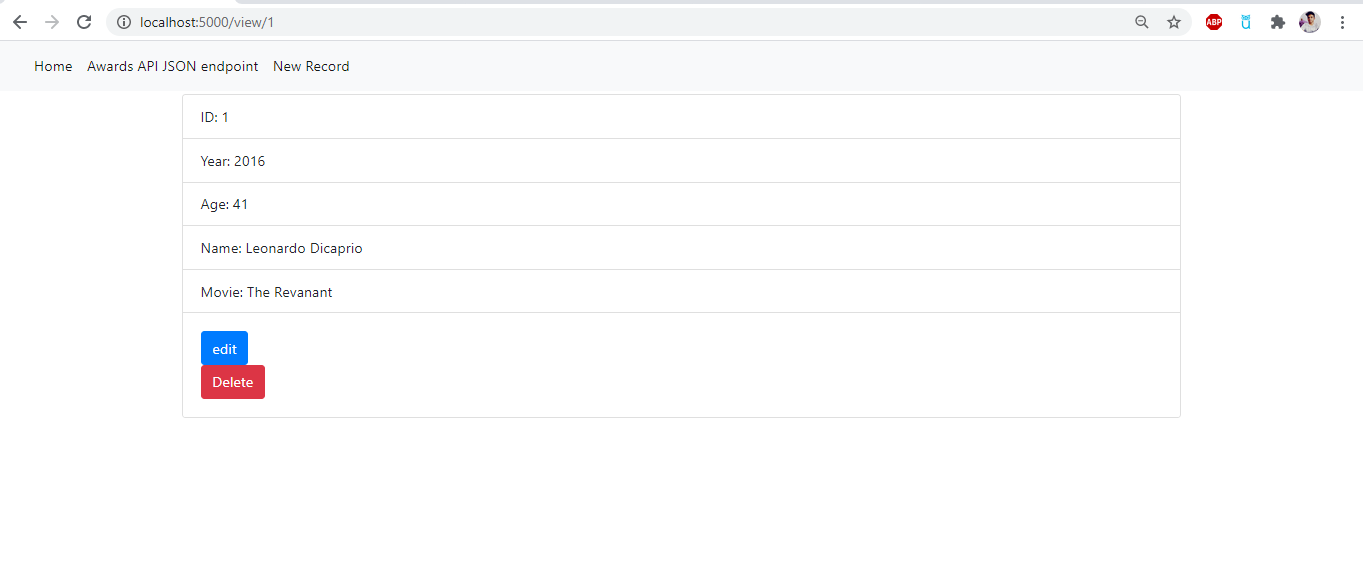 localhost:5000/view/1
ABP
Home Awards API JSON endpoint New Record
ID: 1
Year: 2016
Age: 41
Name: Leonardo Dicaprio
Movie: The Revanant
edit
Delete